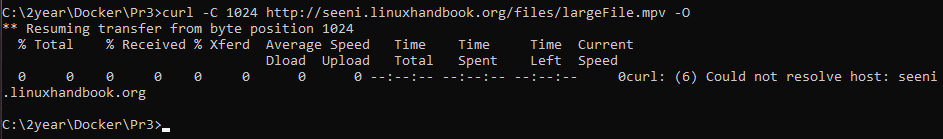 C:\2year\Docker\Pr3>curl -C 1024 http://seeni.linuxhandbook.org/files/largeFile.mpv -O
** Resuming transfer from byte position 1024
  % Total    % Received % Xferd  Average Speed   Time    Time     Time  Current
                                 Dload  Upload   Total   Spent    Left  Speed
  0     0    0     0    0     0      0      0 --:--:-- --:--:-- --:--:--     0curl: (6) Could not resolve host: seeni
.linuxhandbook.org
C:\2year\Docker\Pr3>